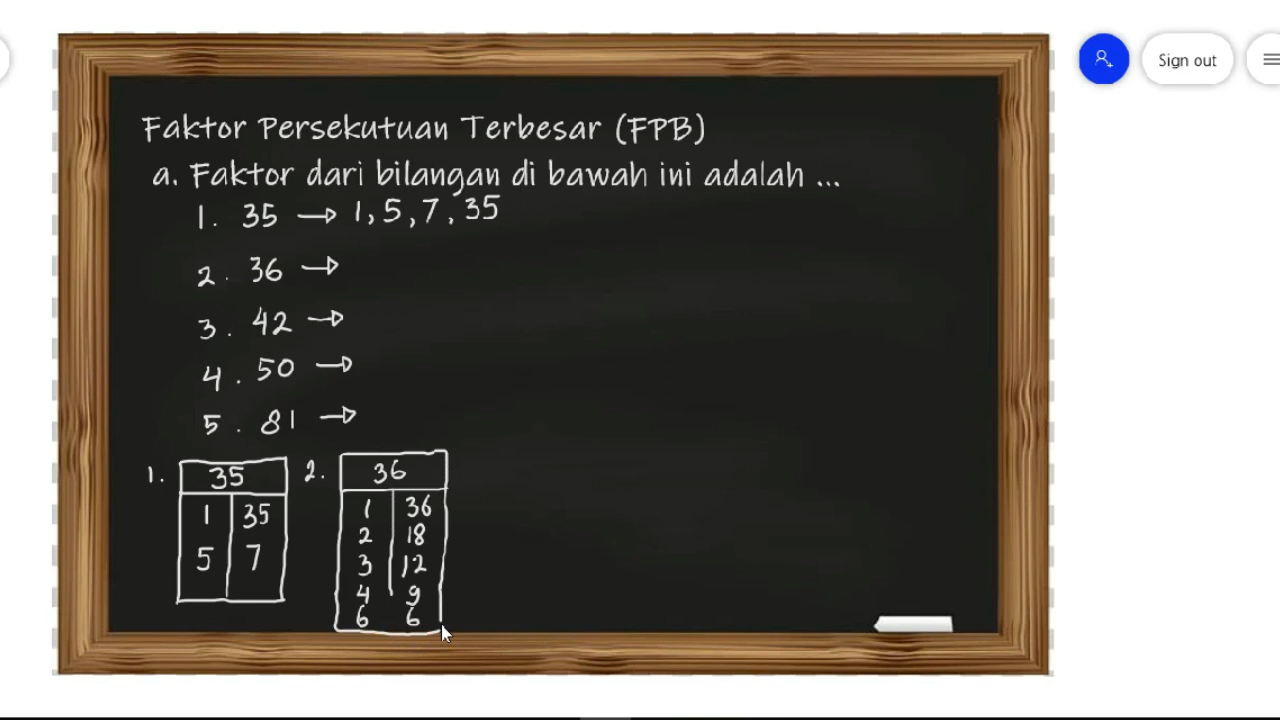 Sign out
Faktor Persekutuan Terbesar (FPB)
a. Faktor dari bilangan di bawah ini adalah ...
1. 35 → 1, 5, 7, 35
2. 36 →
3. 42 →
4. 50 →
5. 81 →
1.
35
1 35
5 7
2.
36
1 36
2 18
3 12
4 9
6 6